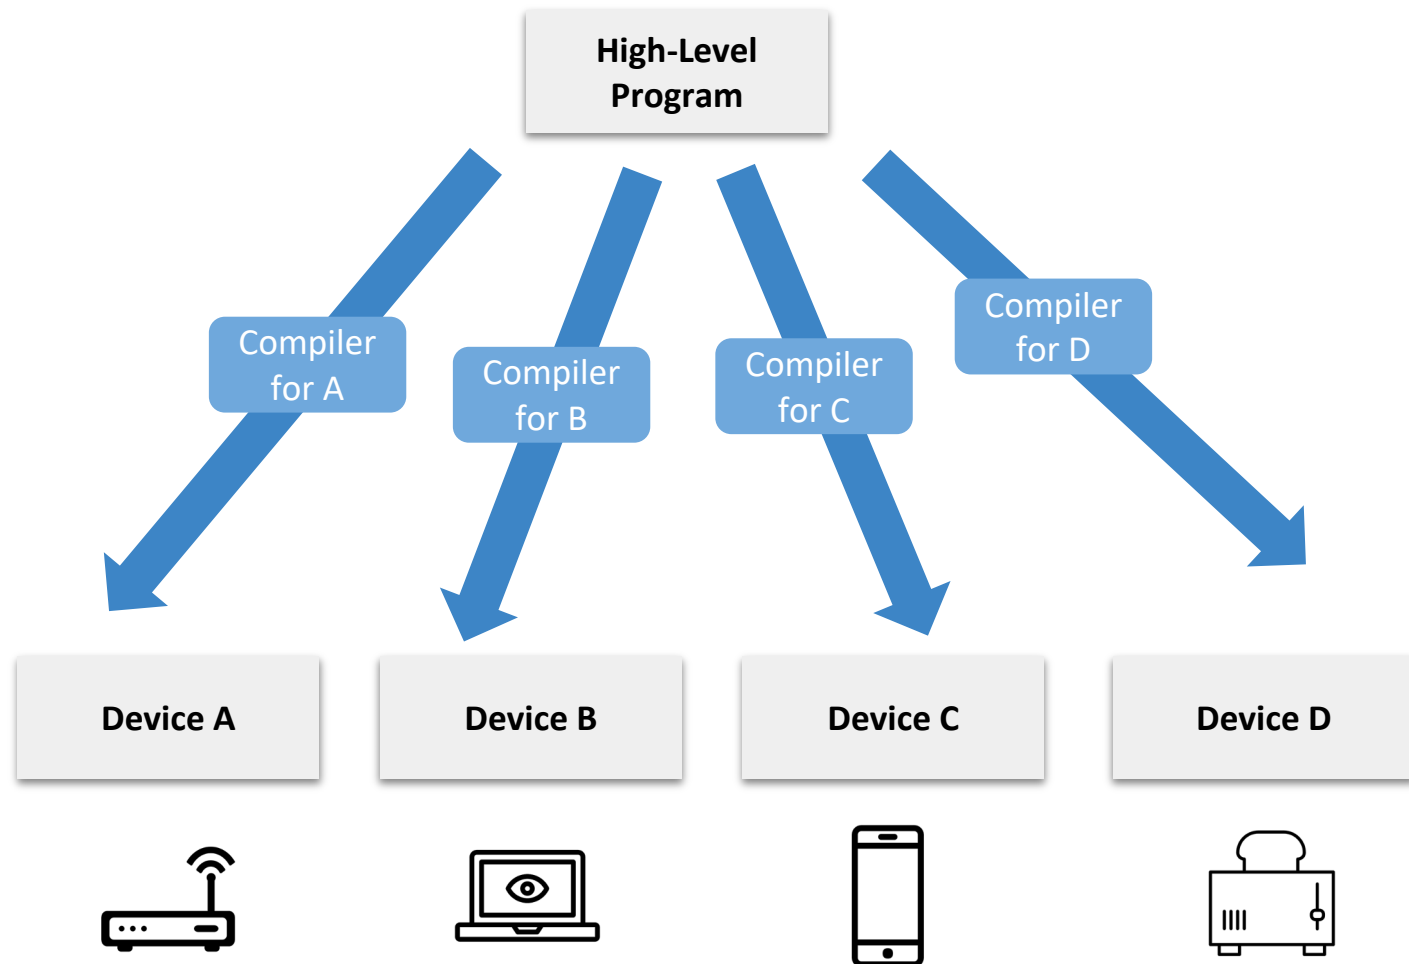 High-Level
Program
Compiler
for A
Compiler
for B
Compiler
for C
Compiler
for D
Device A
Device B
Device C
Device D